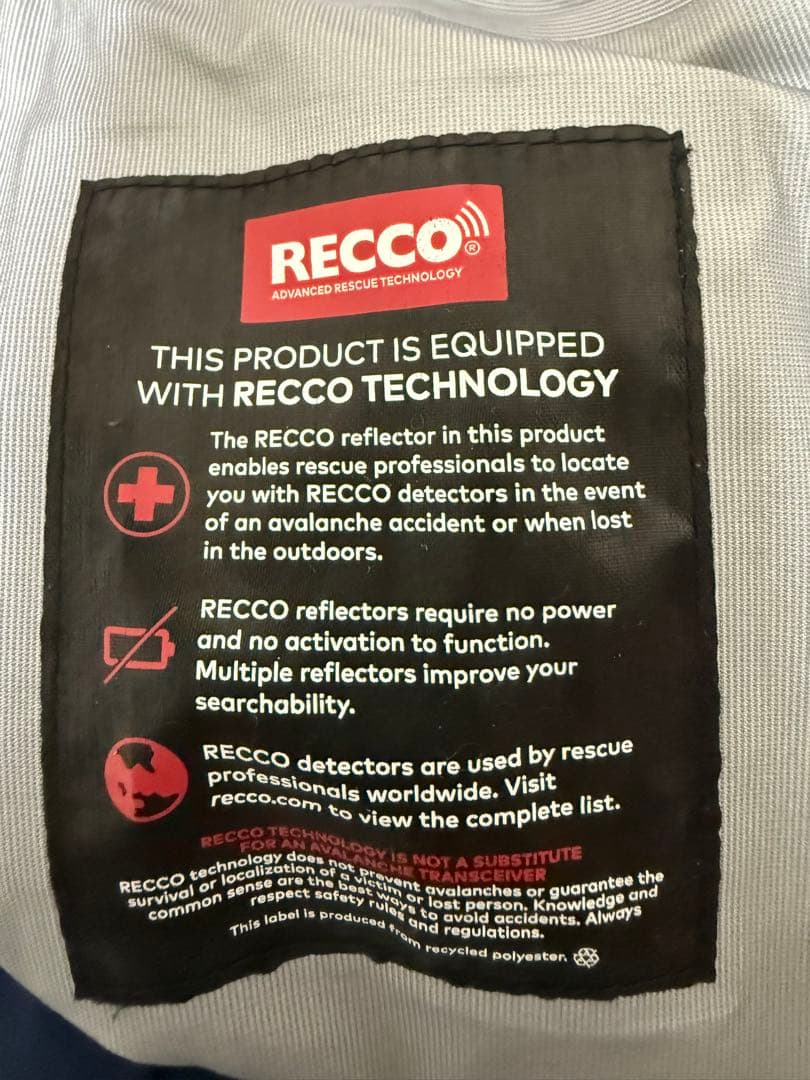 RECCO®
ADVANCED RESCUE TECHNOLOGY
THIS PRODUCT IS EQUIPPED
WITH RECCO TECHNOLOGY
The RECCO reflector in this product
enables rescue professionals to locate
you with RECCO detectors in the event
of an avalanche accident or when lost
in the outdoors.
RECCO reflectors require no power
and no activation to function.
Multiple reflectors improve your
searchability.
RECCO detectors are used by rescue
professionals worldwide. Visit
recco.com to view the complete list.
RECCO TECHNOLOGY IS NOT A SUBSTITUTE
FOR AN AVALANCHE TRANSCEIVER
RECCO technology does not prevent avalanches or guarantee the
survival or localization of a victim or lost person. Knowledge and
common sense are the best ways to avoid accidents. Always
respect safety rules and regulations.
This label is produced from recycled polyester.